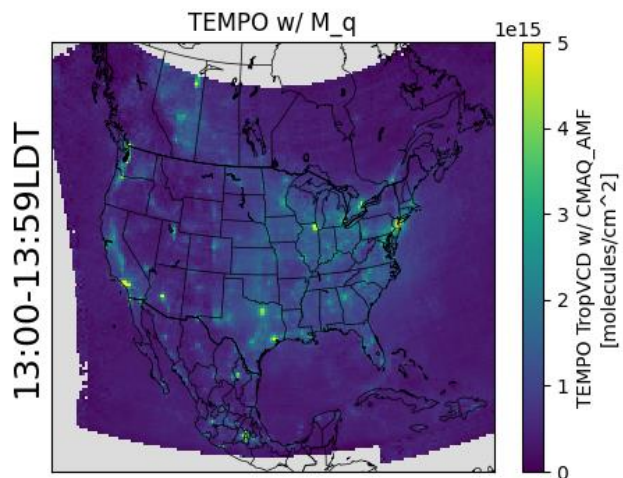 TEMPO w/ M_q
1e15
13:00-13:59LDT
5
4
3
2
1
0
TEMPO TropVCD w/ CMAQ_AMF
[molecules/cm^2]